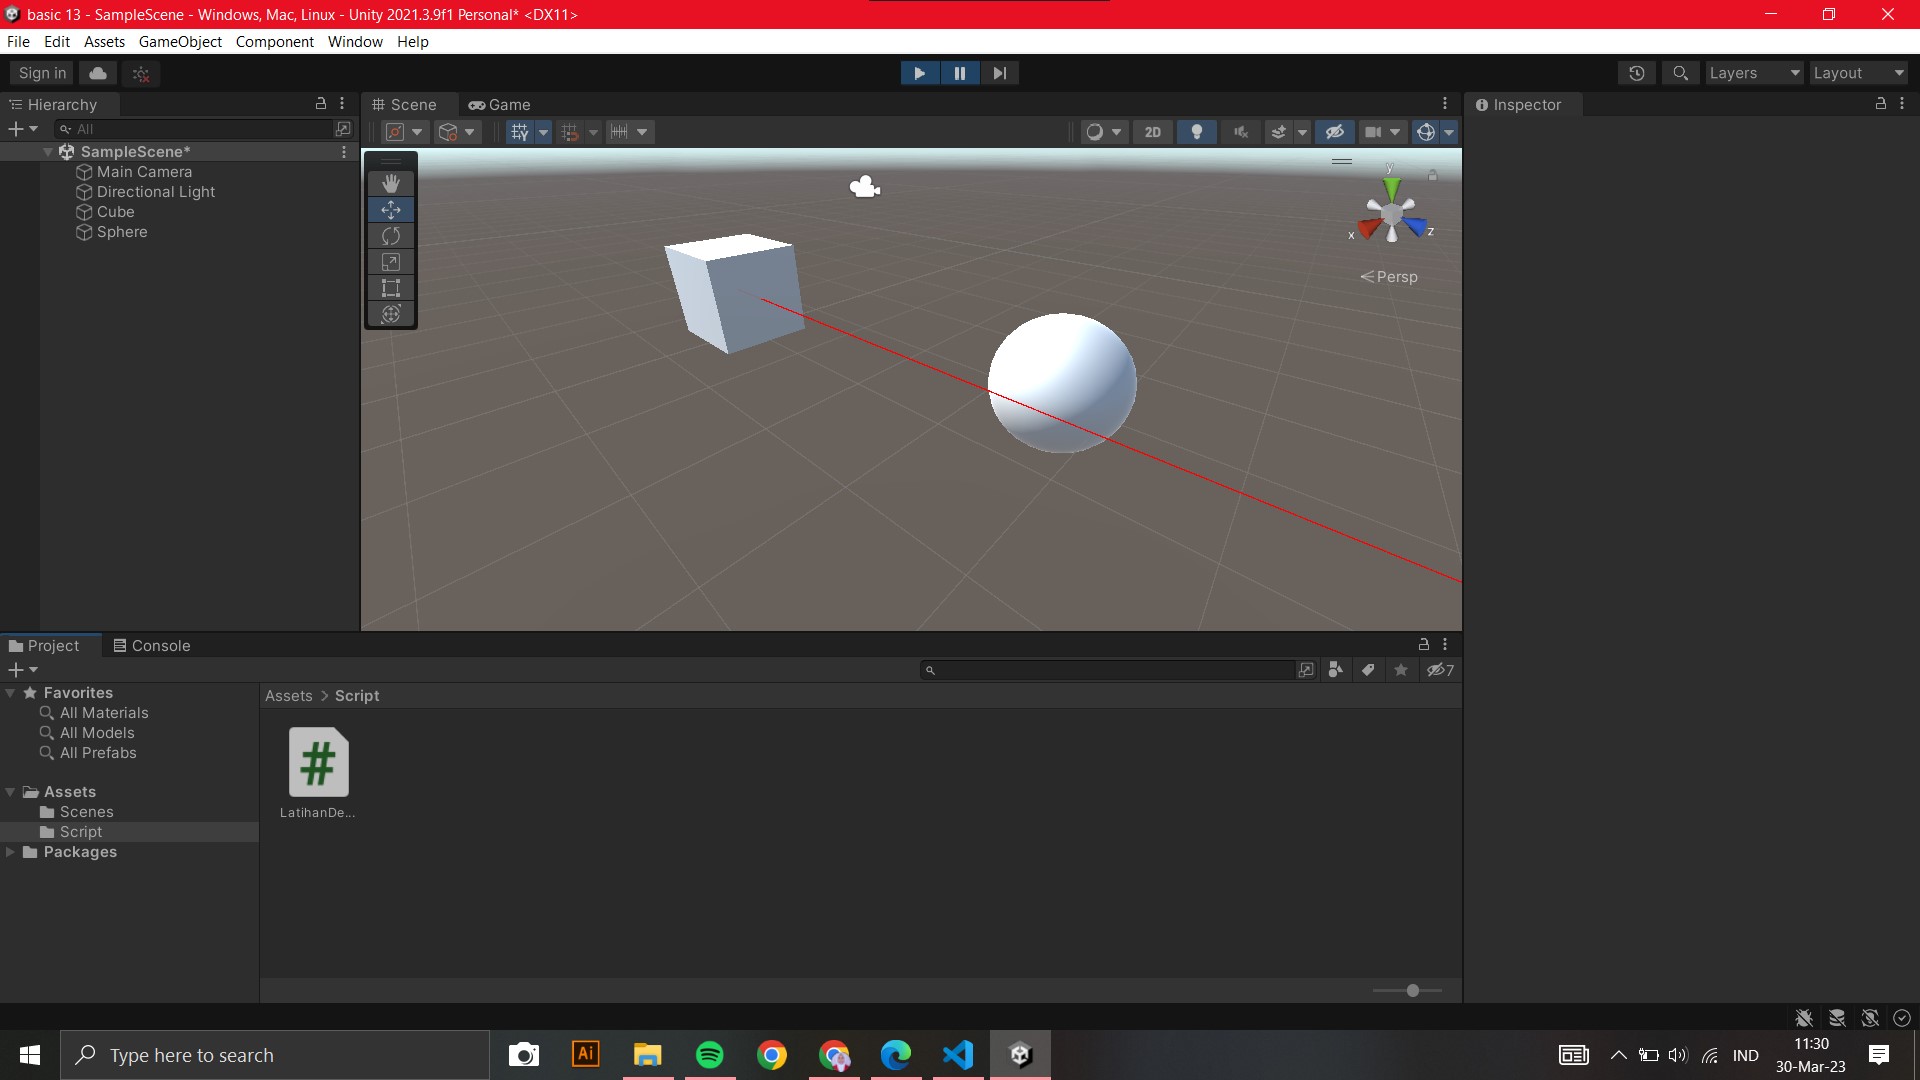 basic 13 - SampleScene - Windows, Mac, Linux - Unity 2021.3.9f1 Personal* <DX11>
File Edit Assets GameObject Component Window Help
Sign in
Layers
Layout
Hierarchy
Scene
Game
Inspector
All
2D
SampleScene*
Main Camera
Directional Light
Cube
Sphere
y
x
z
Persp
Project
Console
7
Favorites
All Materials
All Models
All Prefabs
Assets
Scenes
Script
Packages
Assets > Script
#
LatihanDe...
Type here to search
Ai
IND
11:30
30-Mar-23